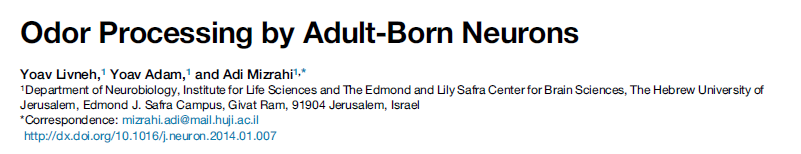 Odor Processing by Adult-Born Neurons
Yoav Livneh,1 Yoav Adam,1 and Adi Mizrahi1,*
1Department of Neurobiology, Institute for Life Sciences and The Edmond and Lily Safra Center for Brain Sciences, The Hebrew University of
Jerusalem, Edmond J. Safra Campus, Givat Ram, 91904 Jerusalem, Israel
*Correspondence: mizrahi.adi@mail.huji.ac.il
http://dx.doi.org/10.1016/j.neuron.2014.01.007